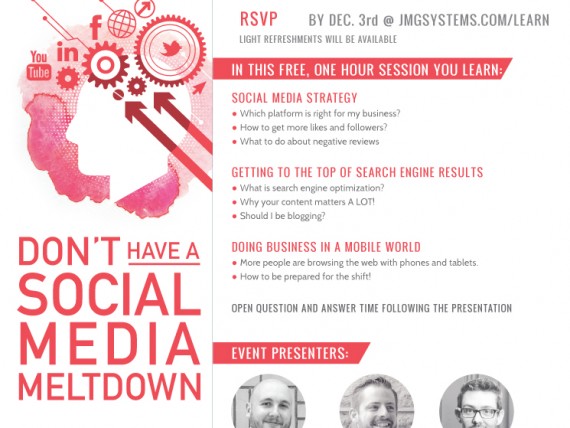 RSVP BY DEC. 3rd @ JMGSYSTEMS.COM/LEARN
LIGHT REFRESHMENTS WILL BE AVAILABLE
You
Tube
in
f
IN THIS FREE, ONE HOUR SESSION YOU LEARN:
SOCIAL MEDIA STRATEGY
● Which platform is right for my business?
● How to get more likes and followers?
● What to do about negative reviews
GETTING TO THE TOP OF SEARCH ENGINE RESULTS
● What is search engine optimization?
● Why your content matters A LOT!
● Should I be blogging?
DOING BUSINESS IN A MOBILE WORLD
● More people are browsing the web with phones and tablets.
● How to be prepared for the shift!
OPEN QUESTION AND ANSWER TIME FOLLOWING THE PRESENTATION
EVENT PRESENTERS:
DON'T HAVE A
SOCIAL
MEDIA
MELTDOWN